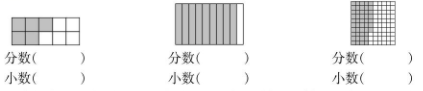 分数(  ) 分数(  ) 分数(  )
小数(  ) 小数(  ) 小数(  )